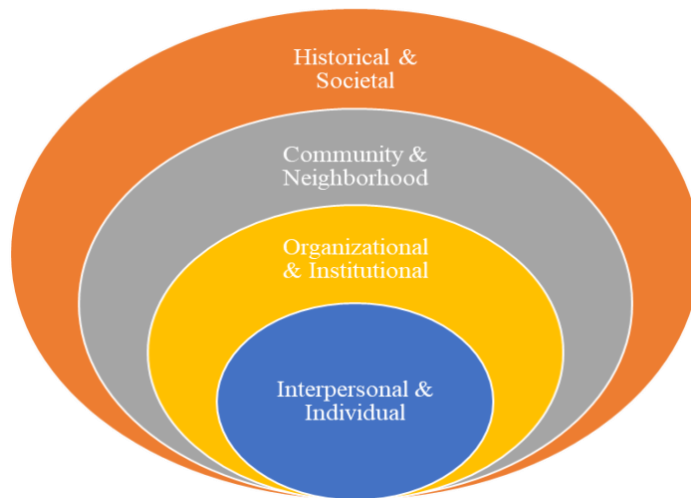 Historical &
Societal
Community &
Neighborhood
Organizational
& Institutional
Interpersonal &
Individual